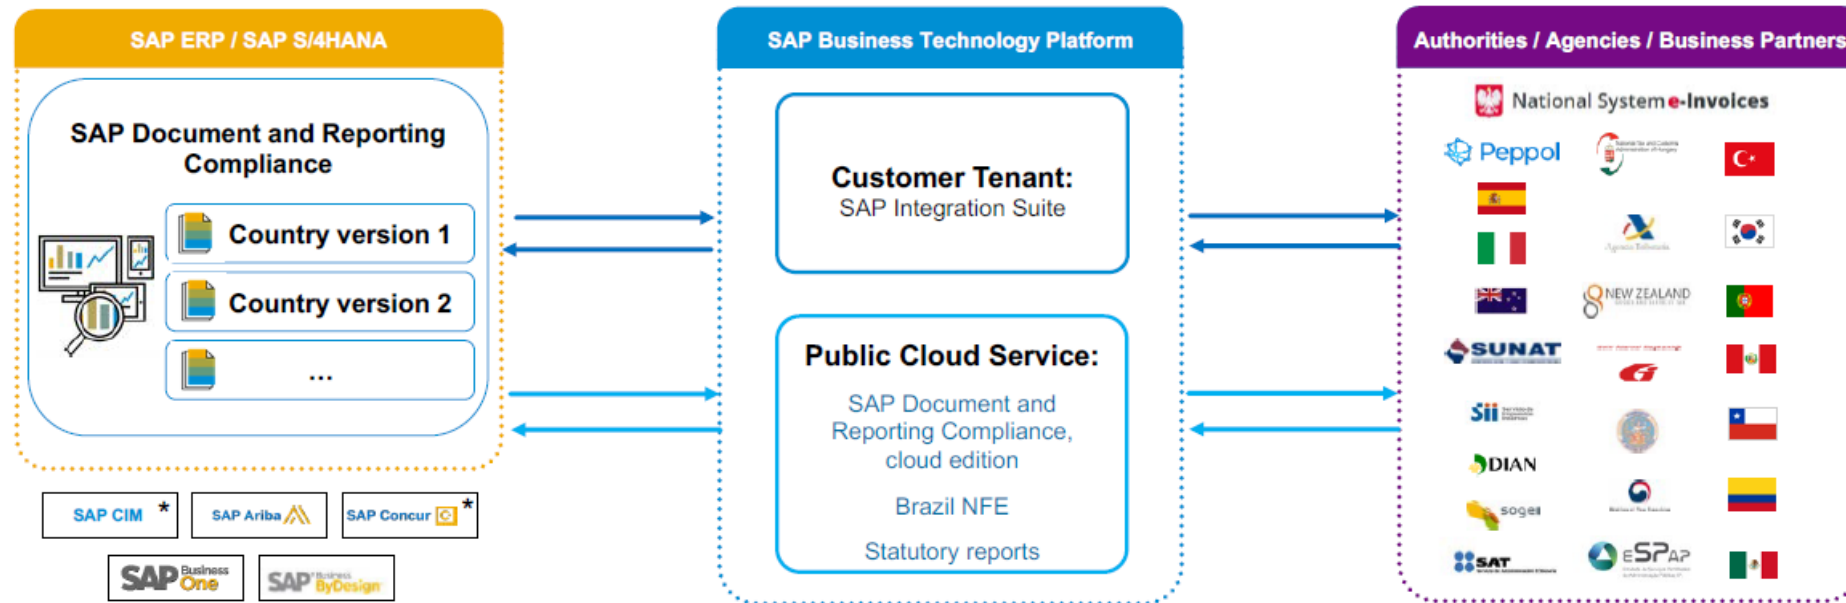 SAP ERP / SAP S/4HANA
SAP Document and Reporting
Compliance
Country version 1
Country version 2
...
SAP CIM *
SAP Ariba
SAP Concur *
SAP Business One
SAP Business ByDesign
SAP Business Technology Platform
Customer Tenant:
SAP Integration Suite
Public Cloud Service:
SAP Document and
Reporting Compliance,
cloud edition
Brazil NFE
Statutory reports
Authorities / Agencies / Business Partners
National System e-Invoices
Peppol
Agencia Tributaria
NEW ZEALAND
SUNAT
Sii
DIAN
sogei
SAT
eSPap